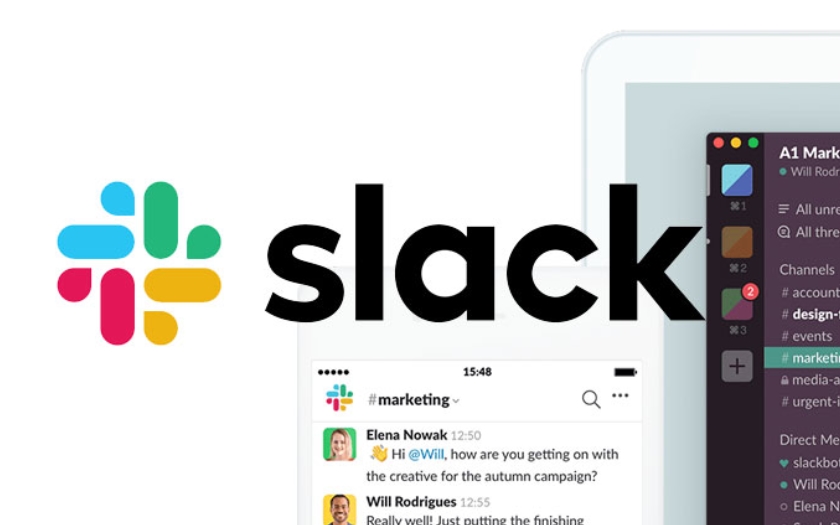 slack
A1 Mark
Will Rodr
All unre
All thre
⌘1
⌘2
2
⌘3
Channels
# account
# design-
# events
# marketin
media-a
# urgent-i
Direct Me
slackbot
Will Roo
Elena N
15:48
#marketing
Elena Nowak 12:50
👋 Hi @Will, how are you getting on with
the creative for the autumn campaign?
Will Rodrigues 12:55
Really well! Just putting the finishing